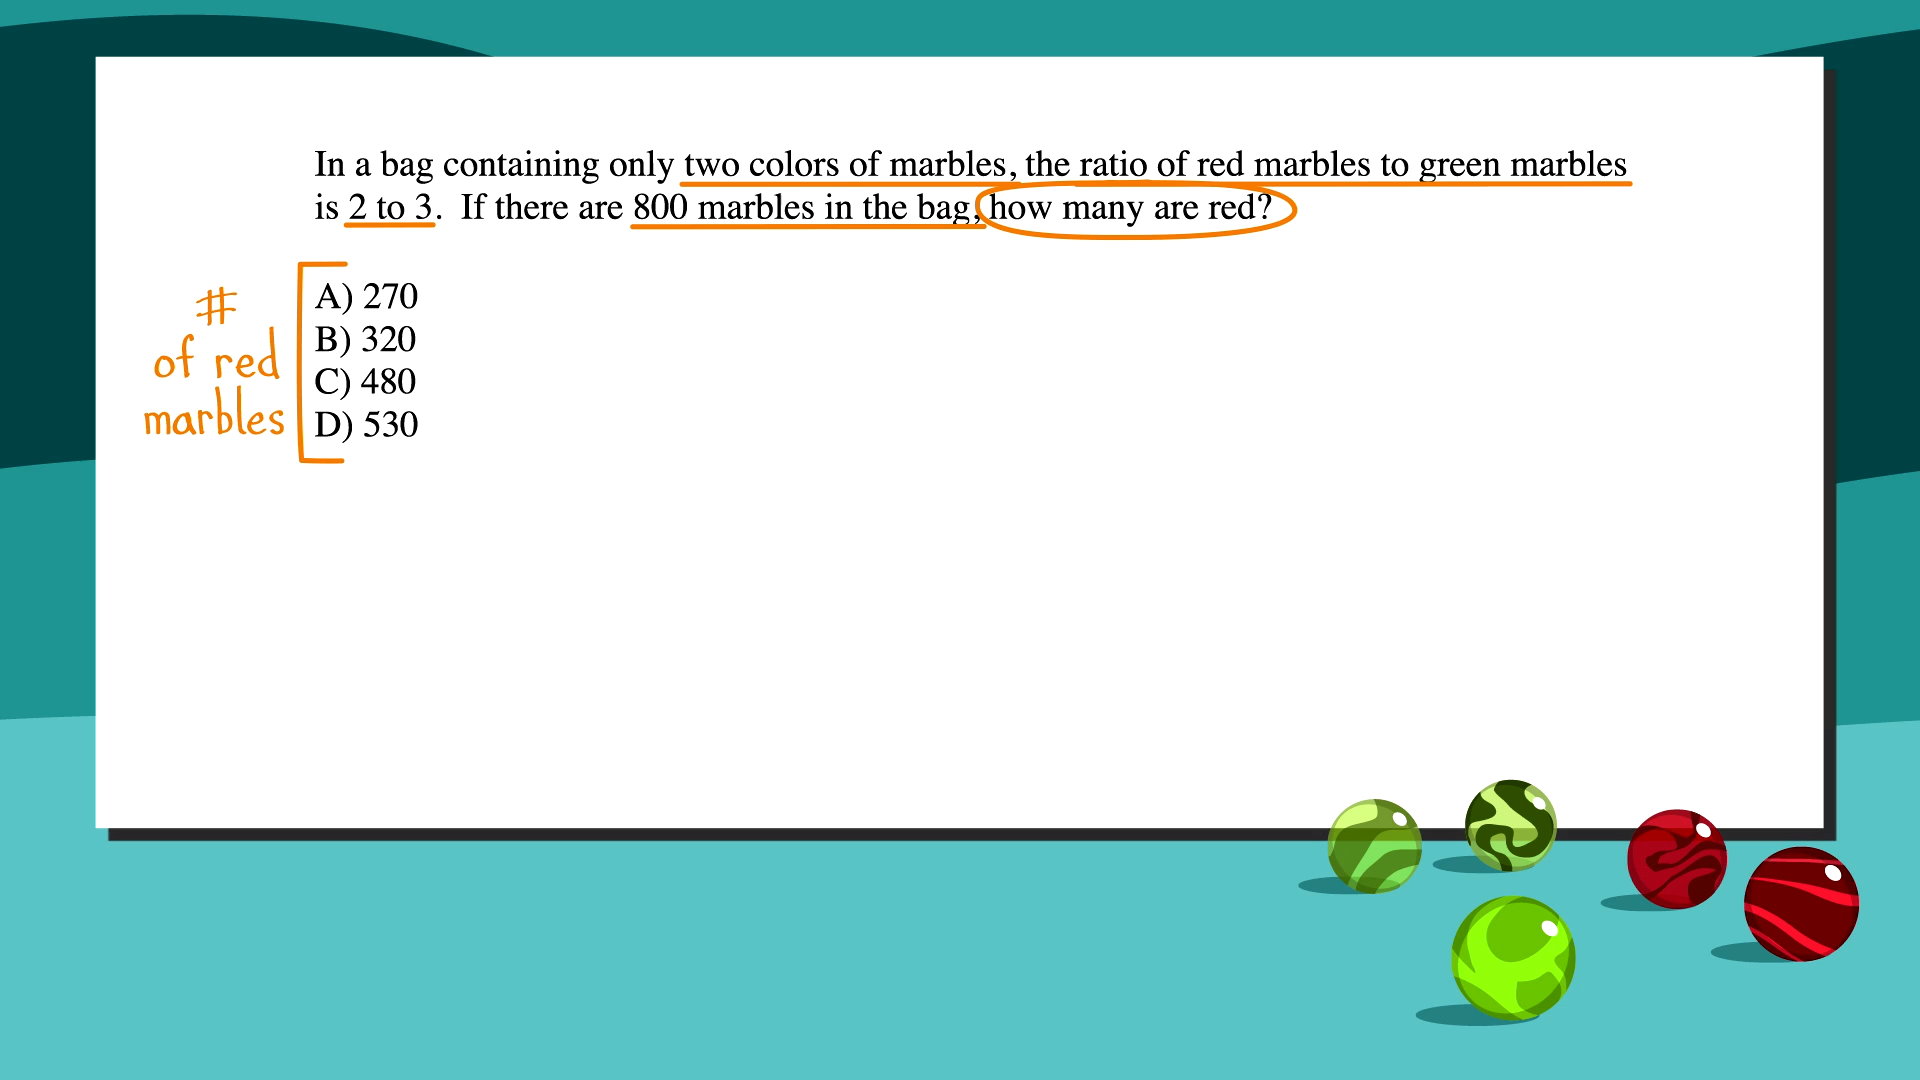 In a bag containing only two colors of marbles, the ratio of red marbles to green marbles
is 2 to 3. If there are 800 marbles in the bag, how many are red?
#
of red
marbles
A) 270
B) 320
C) 480
D) 530